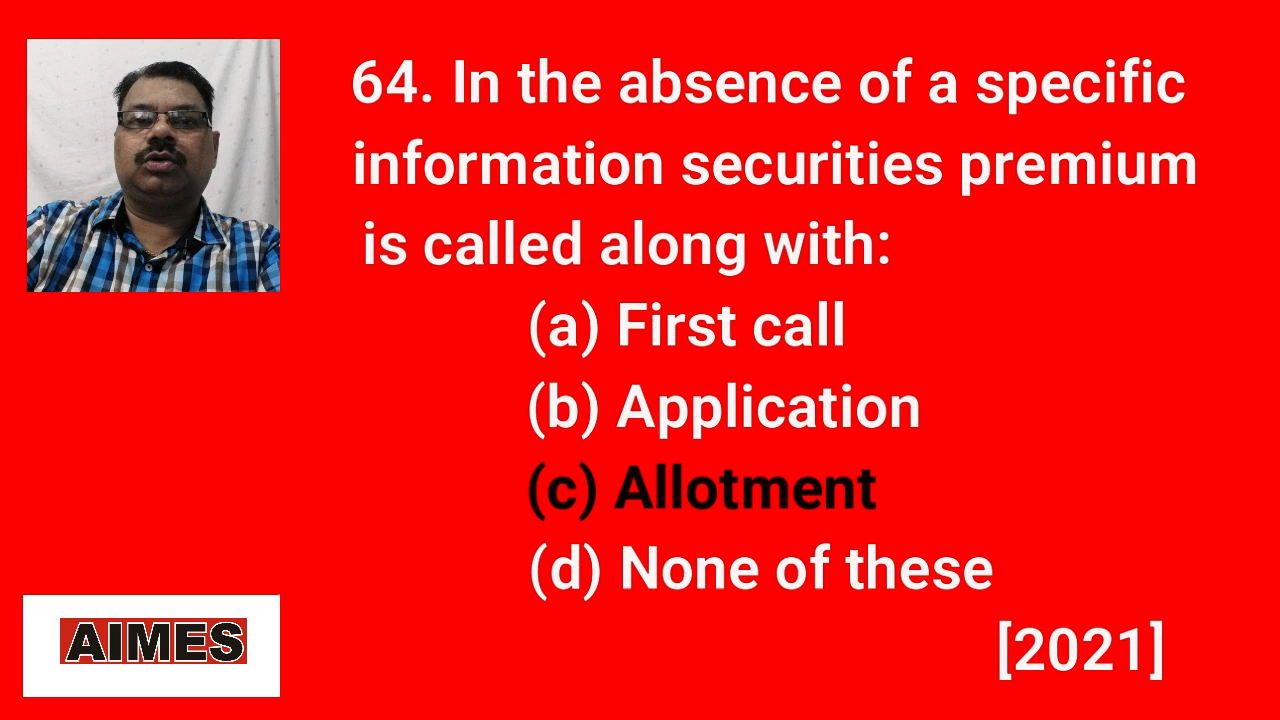 64. In the absence of a specific
information securities premium
is called along with:
(a) First call
(b) Application
(c) Allotment
(d) None of these
[2021]
AIMES